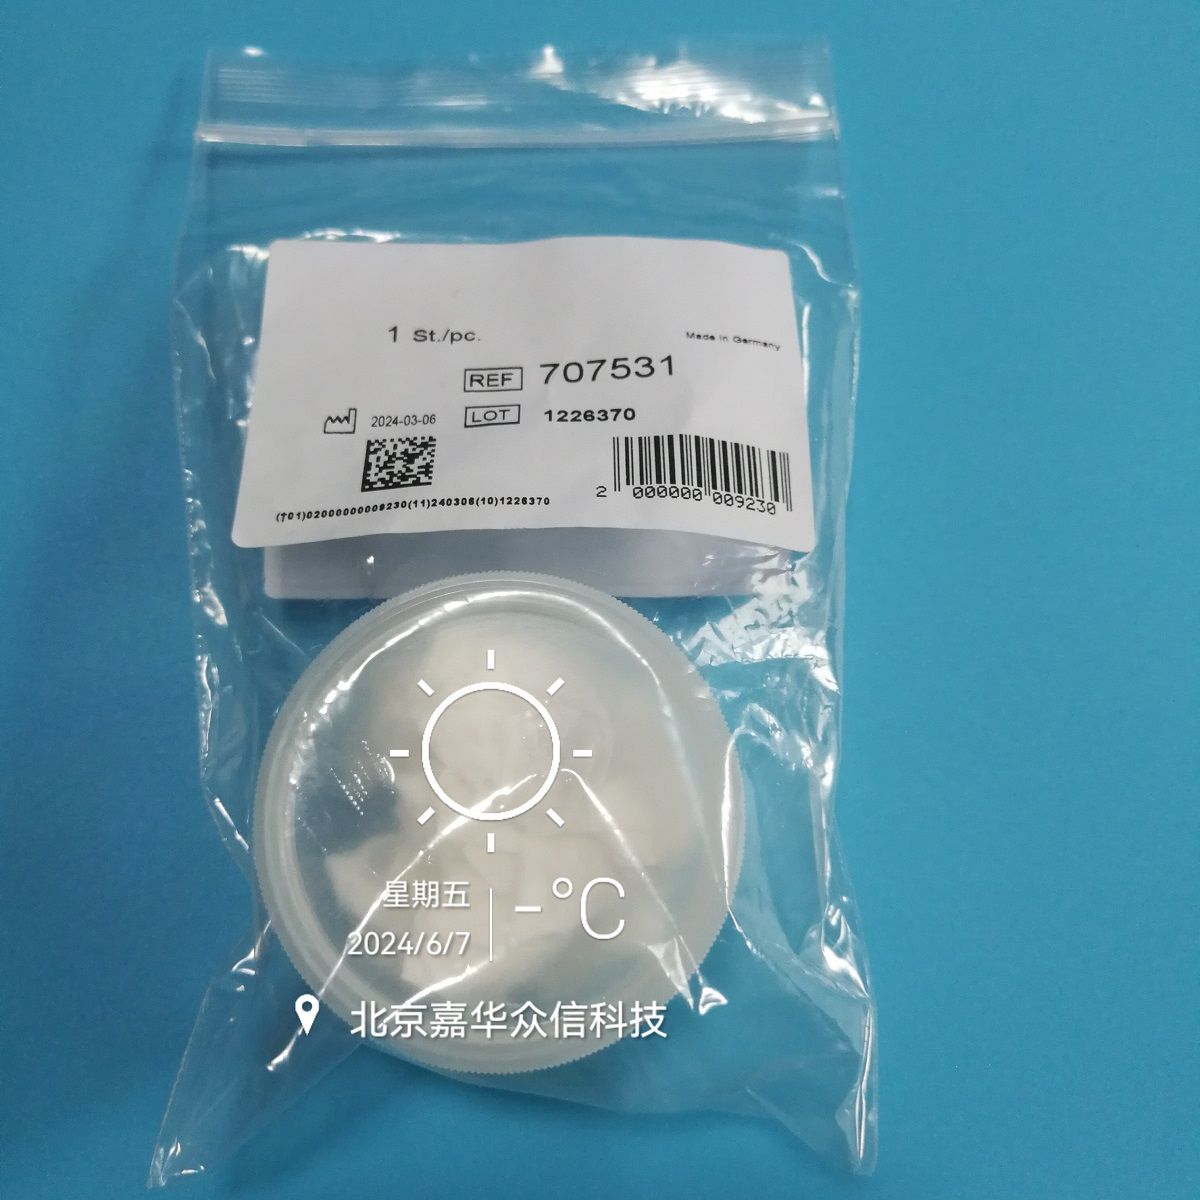 1 St./pc.
Made in Germany
REF 707531
2024-03-06
LOT 1226370
2 000000 009230
(†01)02000000009230(11)240306(10)1226370
星期五
2024/6/7
-°C
北京嘉华众信科技